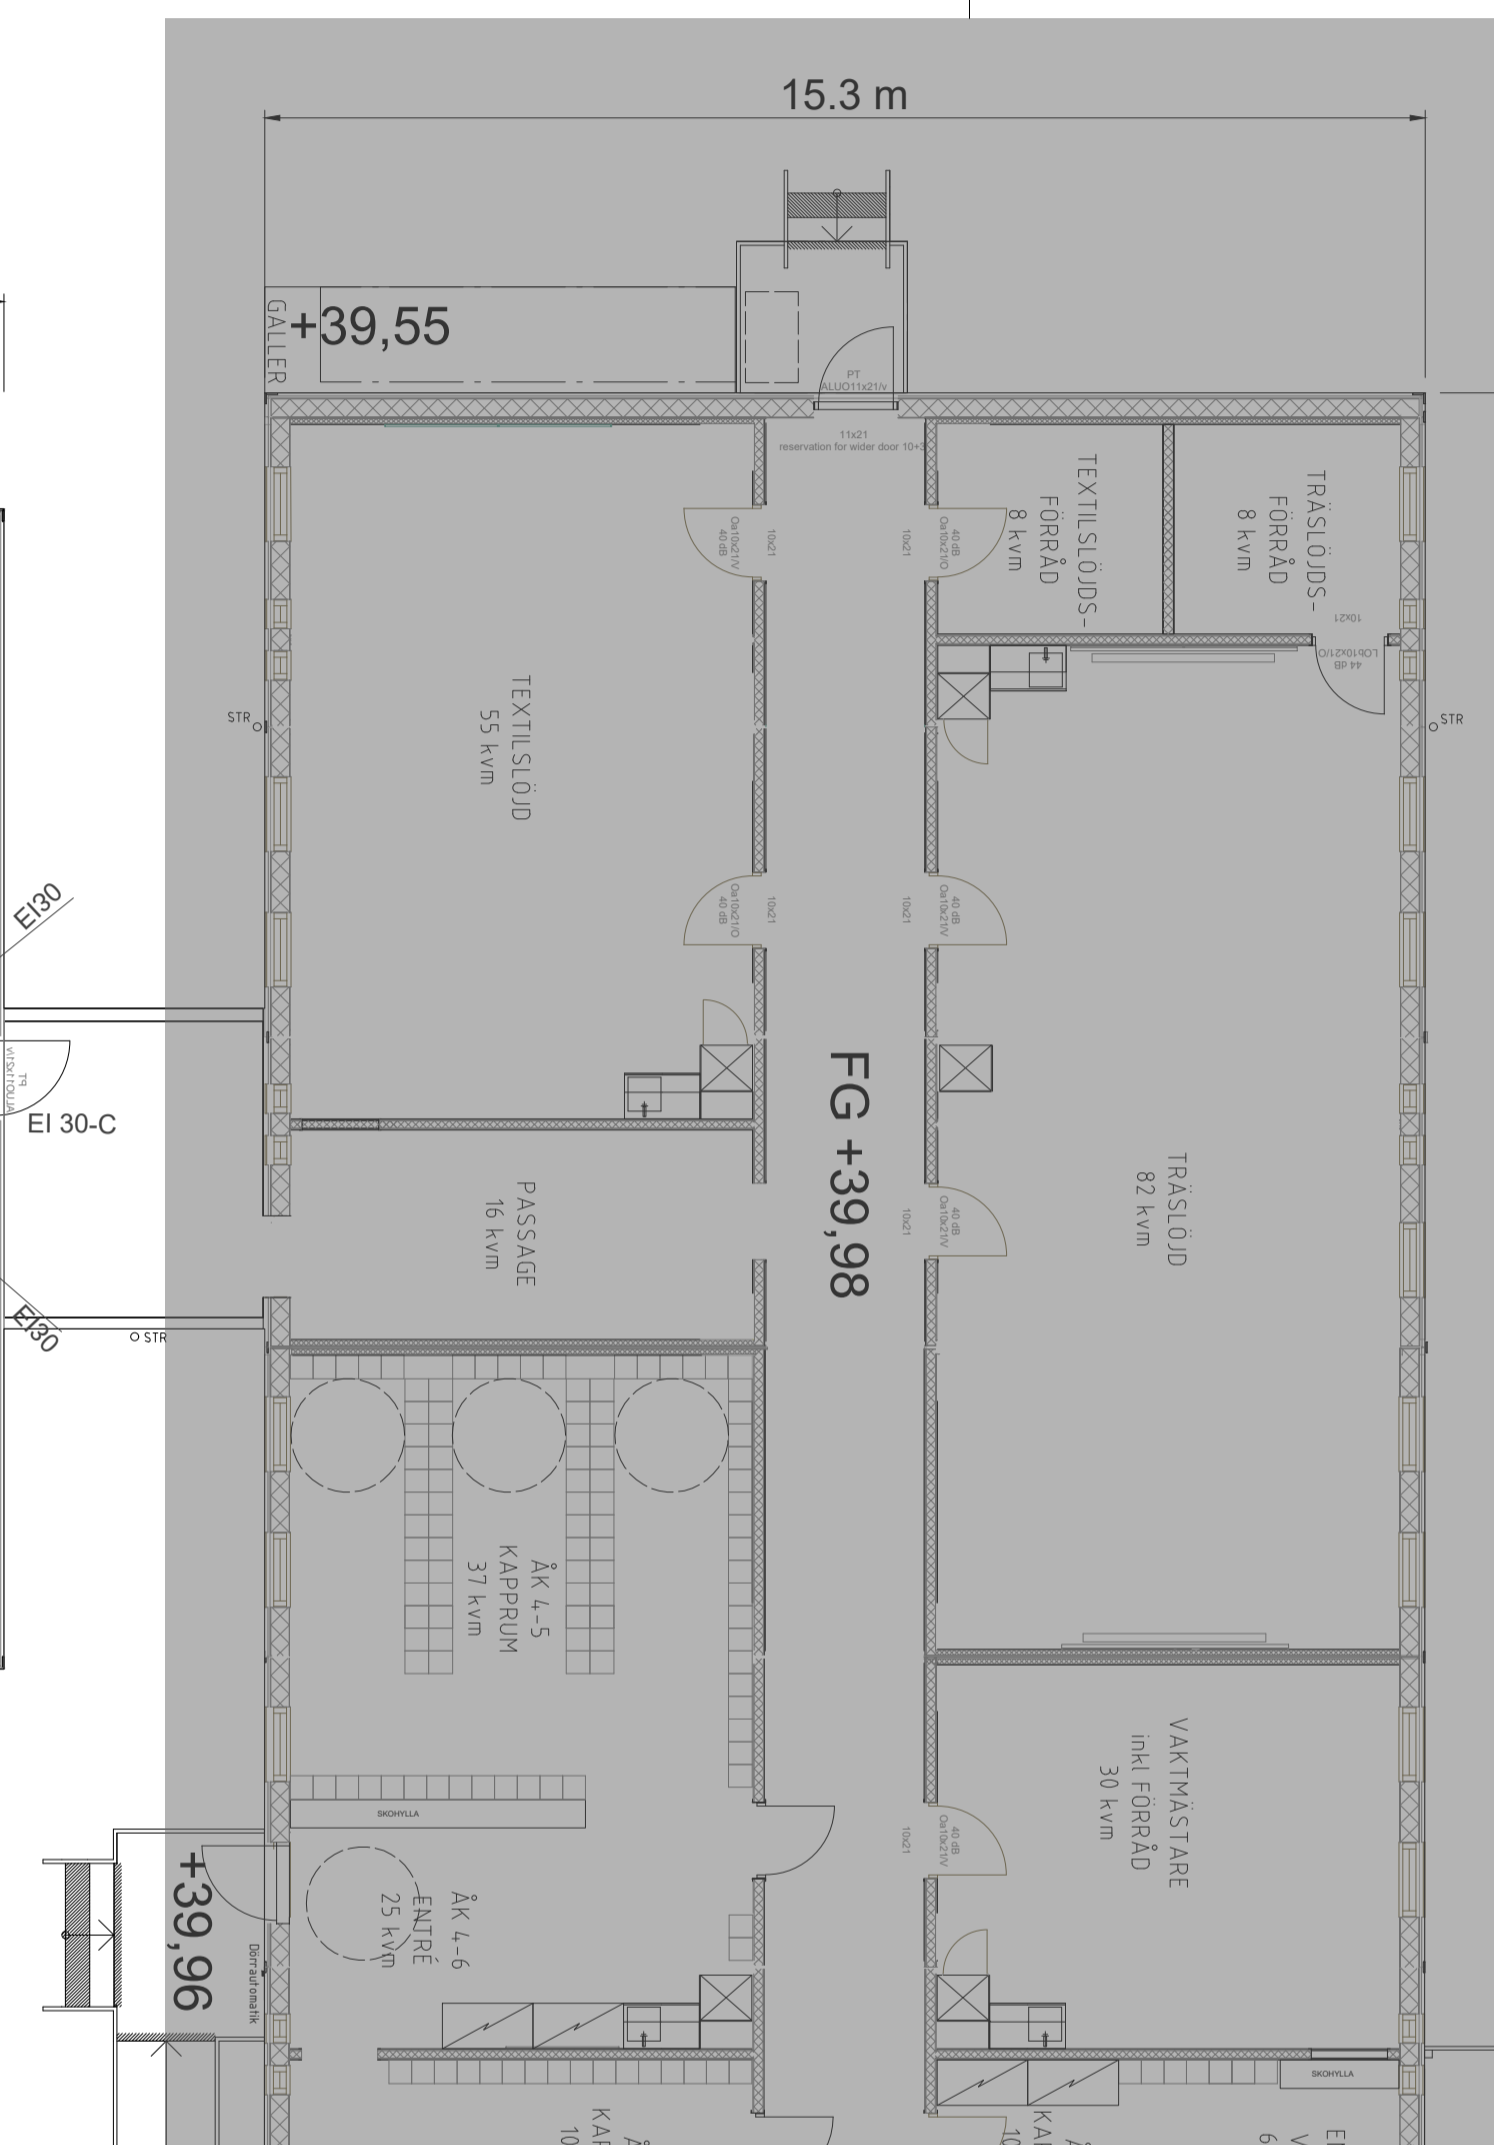 15.3 m
GALLER
+39,55
PT
ALUO11x21/v
11x21
reservation for wider door 10+3
Oa10x21/V
40 dB
10x21
10x21
40 dB
Oa10x21/O
TEXTILSLÖJDS-
FÖRRÅD
8 kvm
TRÄSLÖJDS-
FÖRRÅD
8 kvm
10x21
LOb10x21/O
44 dB
STR
STR
TEXTILSLÖJD
55 kvm
EI30
Oa10x21/O
40 dB
10x21
10x21
40 dB
Oa10x21/V
PT
ALUO11x21/v
EI 30-C
FG +39,98
TRÄSLÖJD
82 kvm
PASSAGE
16 kvm
10x21
40 dB
Oa10x21/V
EI30
STR
ÅK 4-5
KAPPRUM
37 kvm
SKOHYLLA
VAKTMÄSTARE
inkl FÖRRÅD
30 kvm
10x21
40 dB
Oa10x21/V
+39,96
Dörrautomatik
ÅK 4-6
ENTRÉ
25 kvm
SKOHYLLA